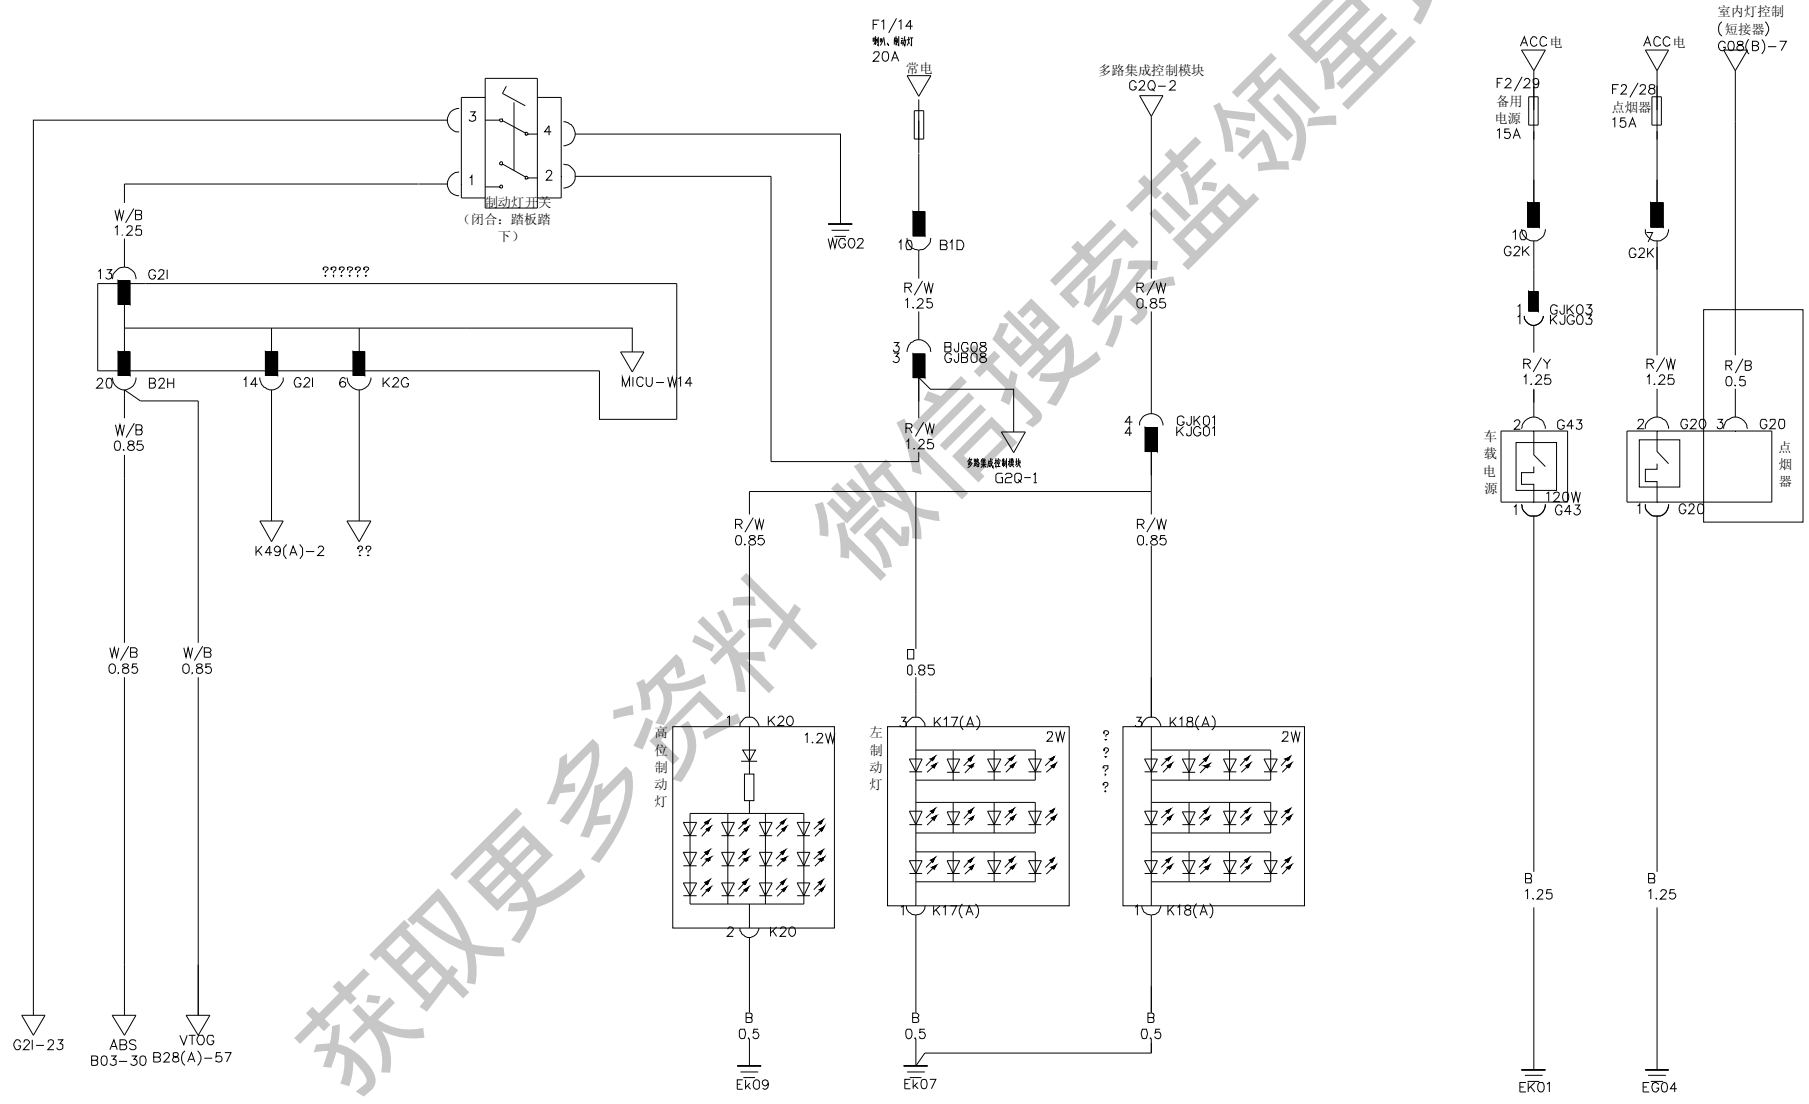 F1/14
喇叭、制动灯
20A
常电
多路集成控制模块
G2Q-2
ACC电
F2/29
备用
电源
15A
ACC电
F2/28
点烟器
15A
室内灯控制
(短接器)
G08(B)-7
3
4
1
2
制动灯开关
（闭合：踏板踏
下）
WG02
W/B
1.25
13
G2I
??????
20
B2H
14
G2I
6
K2G
MICU-W14
W/B
0.85
K49(A)-2
??
W/B
0.85
W/B
0.85
G2I-23
ABS
B03-30
VTOG
B28(A)-57
10
B1D
R/W
1.25
3
BJG08
3
GJB08
R/W
1.25
多路集成控制模块
G2Q-1
R/W
0.85
4
GJK01
4
KJG01
R/W
0.85
R/W
0.85
0.85
1
K20
高位制动灯
1.2W
2
K20
B
0.5
Ek09
3
K17(A)
左制动灯
2W
1
K17(A)
B
0.5
Ek07
3
K18(A)
????
2W
1
K18(A)
B
0.5
10
G2K
1
GJK03
1
KJG03
R/Y
1.25
2
G43
车载电源
120W
1
G43
B
1.25
EK01
7
G2K
R/W
1.25
2
G20
1
G20
B
1.25
EG04
R/B
0.5
3
G20
点烟器
获取更多资料 微信搜索蓝领星